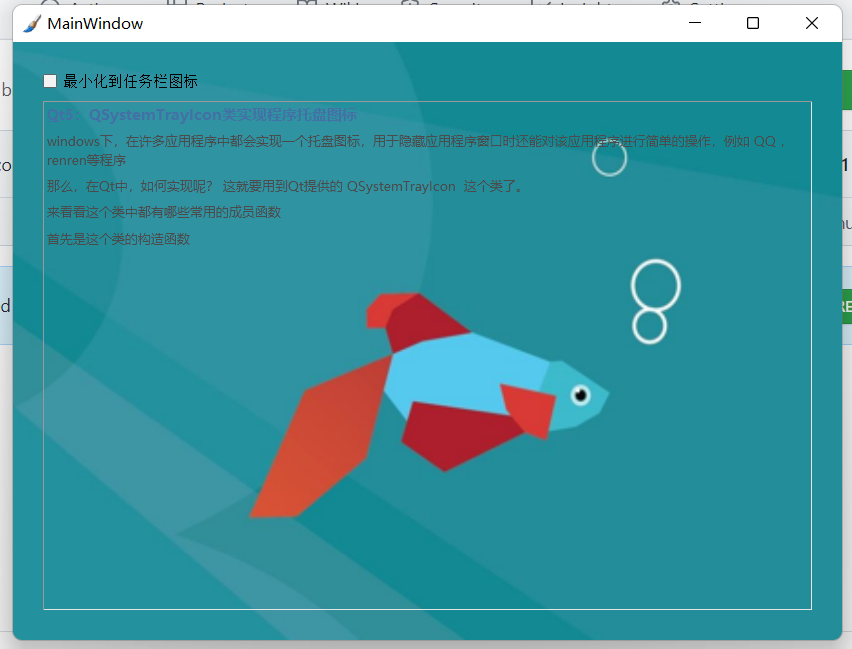 MainWindow
最小化到任务栏图标
Qt5： QSystemTrayIcon类实现程序托盘图标
windows下，在许多应用程序中都会实现一个托盘图标，用于隐藏应用程序窗口时还能对该应用程序进行简单的操作，例如 QQ ，
renren等程序
那么，在Qt中，如何实现呢？ 这就要用到Qt提供的 QSystemTrayIcon 这个类了。
来看看这个类中都有哪些常用的成员函数
首先是这个类的构造函数